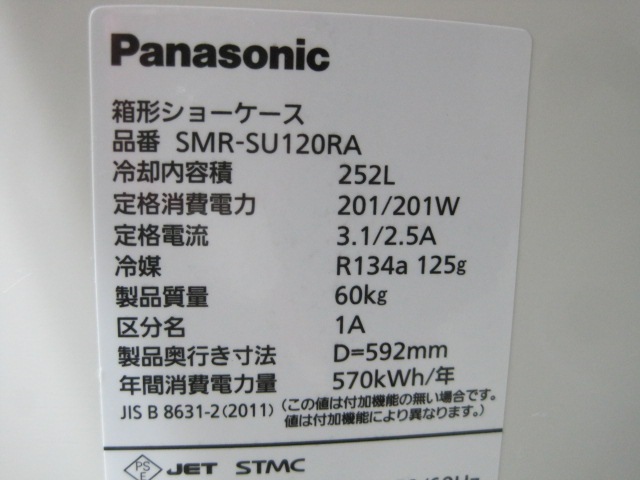 Panasonic
箱形ショーケース
品番 SMR-SU120RA
冷却内容積 252L
定格消費電力 201/201W
定格電流 3.1/2.5A
冷媒 R134a 125g
製品質量 60kg
区分名 1A
製品奥行き寸法 D=592mm
年間消費電力量 570kWh/年
JIS B 8631-2(2011) (この値は付加機能の無い場合です。
値は付加機能により異なります。)
PS
E JET STMC